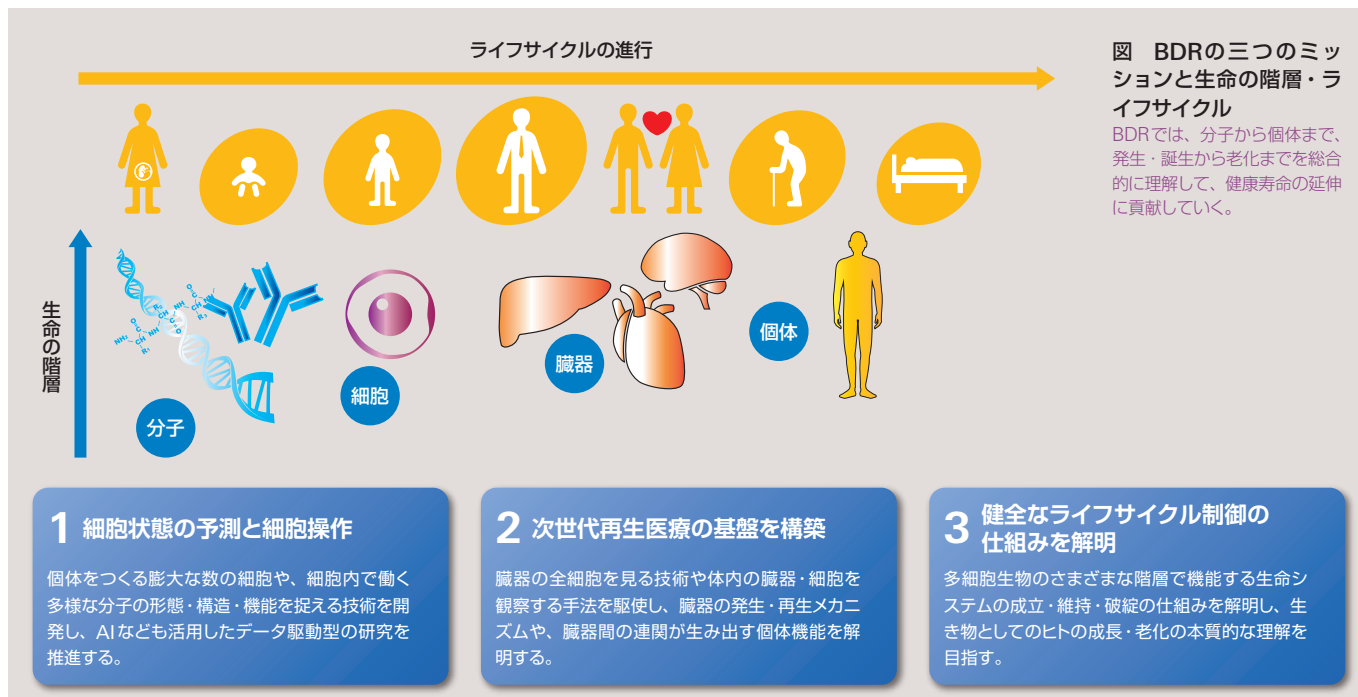 ライフサイクルの進行
図 BDRの三つのミッ
ションと生命の階層・ラ
イフサイクル
BDRでは、分子から個体まで、
発生・誕生から老化までを総合
的に理解して、健康寿命の延伸
に貢献していく。
生命の階層
分子
細胞
臓器
個体
1 細胞状態の予測と細胞操作
個体をつくる膨大な数の細胞や、細胞内で働く
多様な分子の形態・構造・機能を捉える技術を開
発し、AIなども活用したデータ駆動型の研究を
推進する。
2 次世代再生医療の基盤を構築
臓器の全細胞を見る技術や体内の臓器・細胞を
観察する手法を駆使し、臓器の発生・再生メカニ
ズムや、臓器間の連関が生み出す個体機能を解
明する。
3 健全なライフサイクル制御の
仕組みを解明
多細胞生物のさまざまな階層で機能する生命シ
ステムの成立・維持・破綻の仕組みを解明し、生
き物としてのヒトの成長・老化の本質的な理解を
目指す。